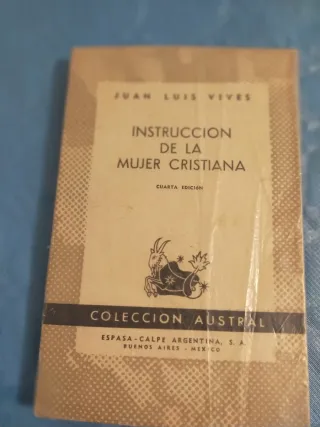 JUAN LUIS VIVES
INSTRUCCION
DE LA
MUJER CRISTIANA
CUARTA EDICION
COLECCION AUSTRAL
ESPASA-CALPE ARGENTINA, S. A.
BUENOS AIRES - MEXICO